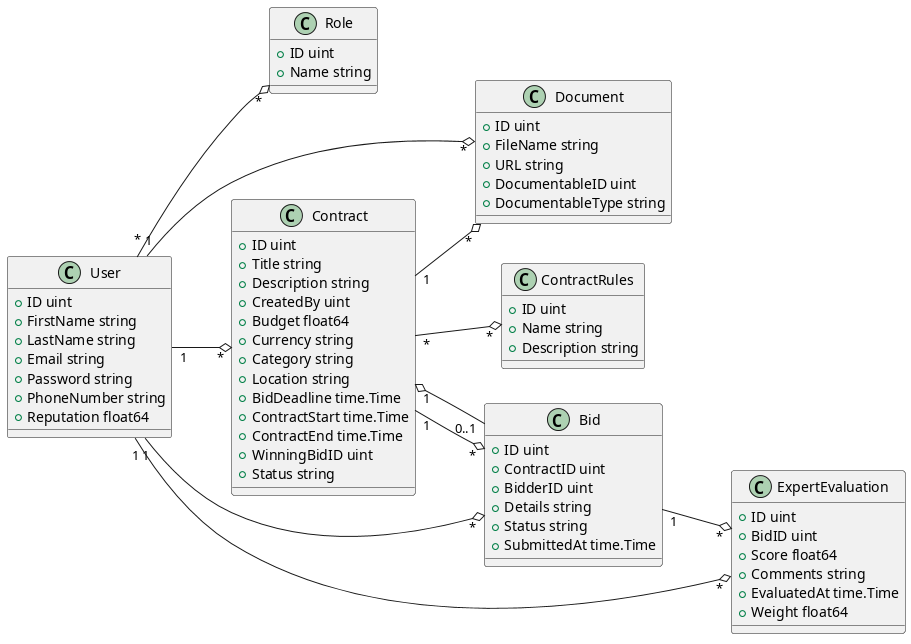 C Role
ID uint
Name string
*
C Document
ID uint
FileName string
URL string
DocumentableID uint
DocumentableType string
*
*
C Contract
ID uint
Title string
Description string
CreatedBy uint
Budget float64
Currency string
Category string
Location string
BidDeadline time.Time
ContractStart time.Time
ContractEnd time.Time
WinningBidID uint
Status string
* 1
C User
ID uint
FirstName string
LastName string
Email string
Password string
PhoneNumber string
Reputation float64
1 *
1
C ContractRules
ID uint
Name string
Description string
* *
1 0..1
1 *
C Bid
ID uint
ContractID uint
BidderID uint
Details string
Status string
SubmittedAt time.Time
1 1
*
1 *
C ExpertEvaluation
ID uint
BidID uint
Score float64
Comments string
EvaluatedAt time.Time
Weight float64
*